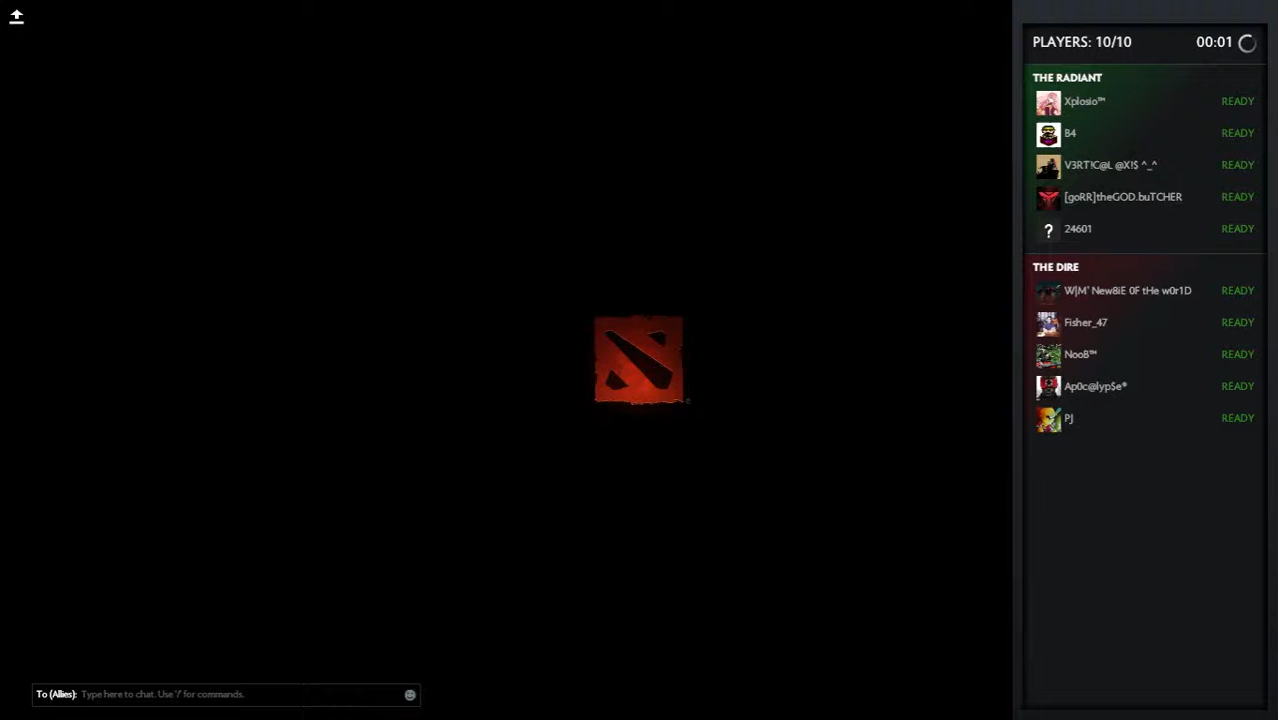 PLAYERS: 10/10 00:01
THE RADIANT
Xplosio™ READY
B4 READY
V3RT!C@L @X!$ ^_^ READY
[goRR]theGOD.buTCHER READY
? 24601 READY
THE DIRE
W|M' New8iE 0F tHe w0r1D READY
Fisher_47 READY
NooB™ READY
Ap0c@lyp$e* READY
PJ READY
To (Allies): Type here to chat. Use '/' for commands.